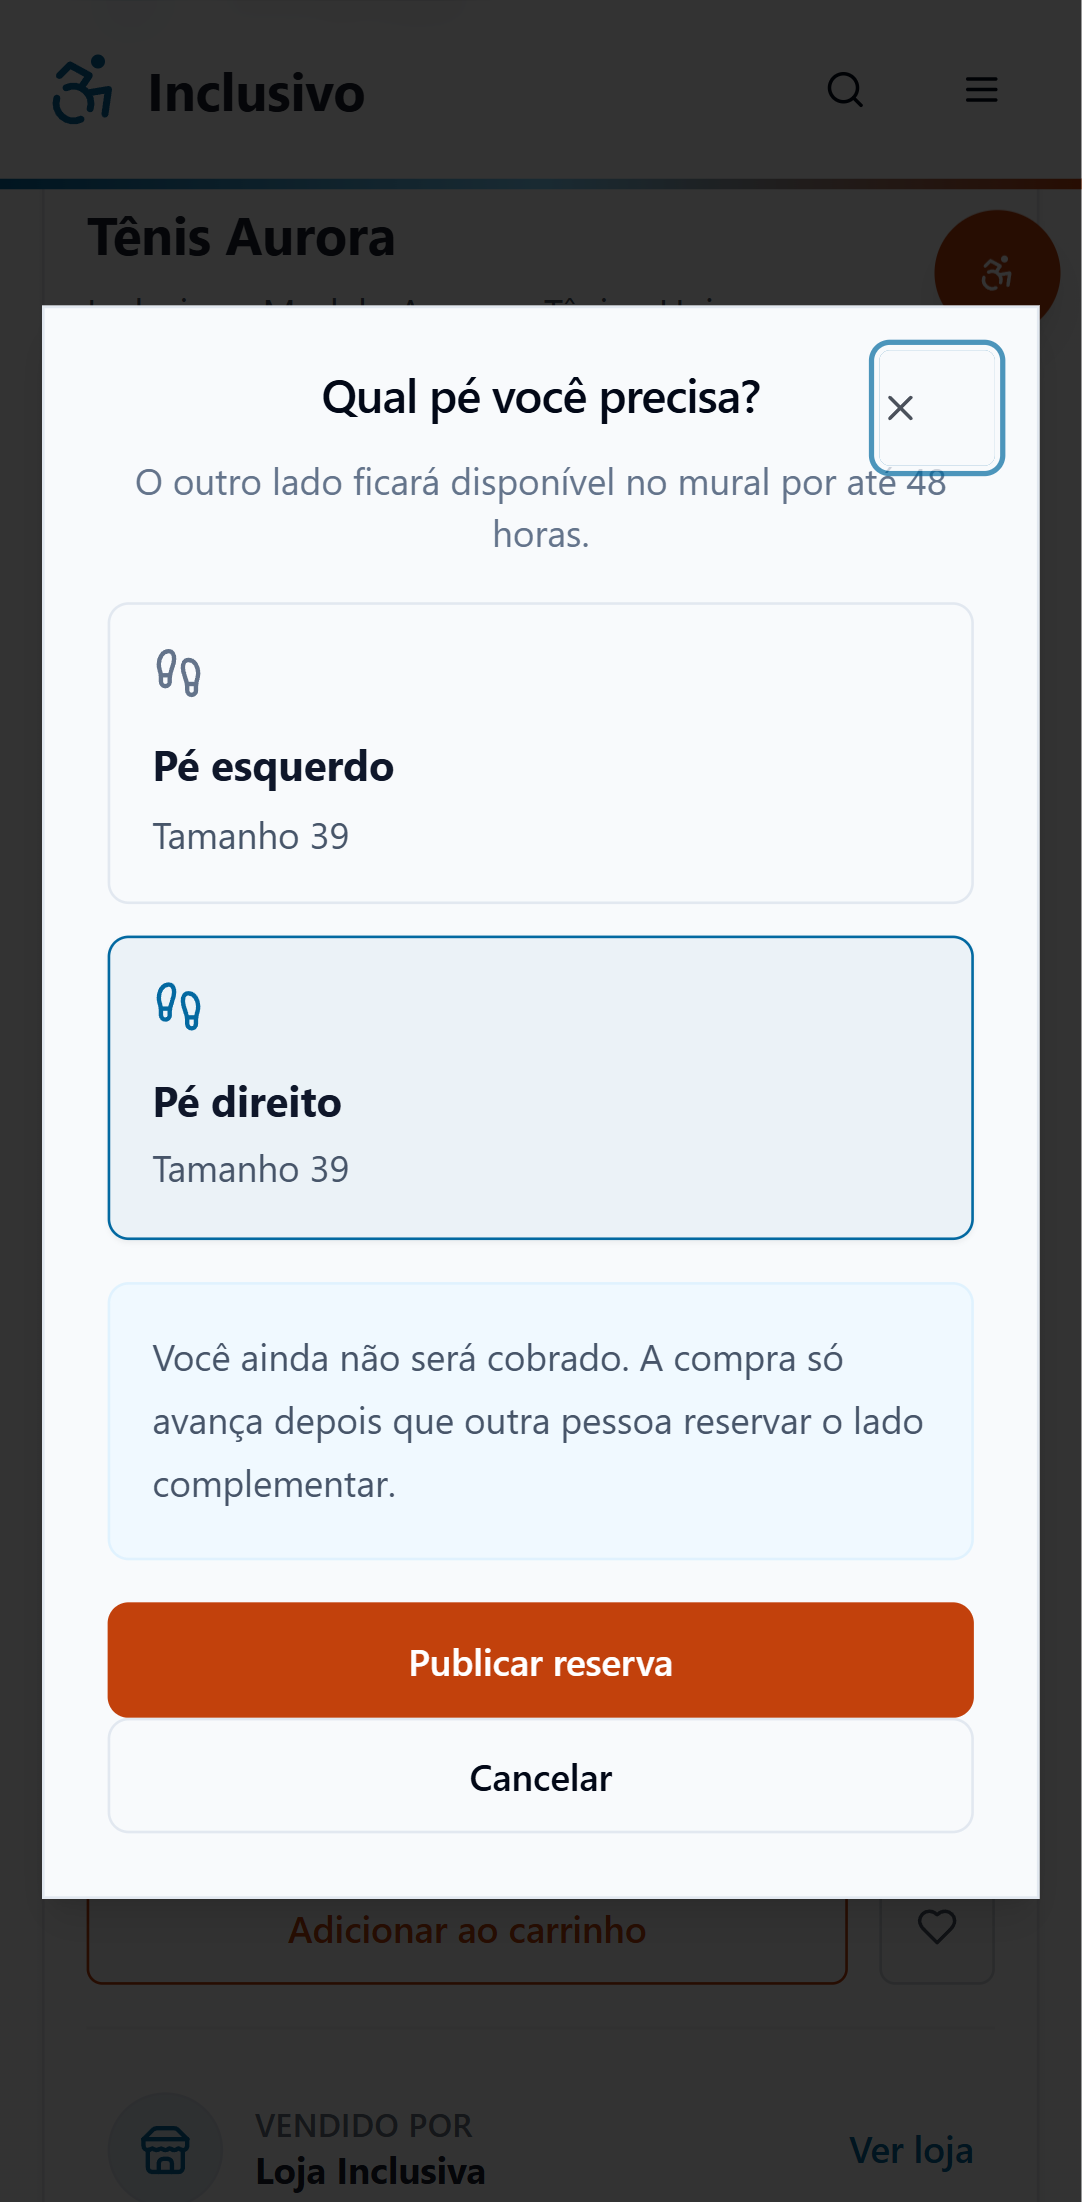 Inclusivo
Tênis Aurora
Qual pé você precisa?
O outro lado ficará disponível no mural por até 48
horas.
Pé esquerdo
Tamanho 39
Pé direito
Tamanho 39
Você ainda não será cobrado. A compra só
avança depois que outra pessoa reservar o lado
complementar.
Publicar reserva
Cancelar
Adicionar ao carrinho
VENDIDO POR
Loja Inclusiva
Ver loja